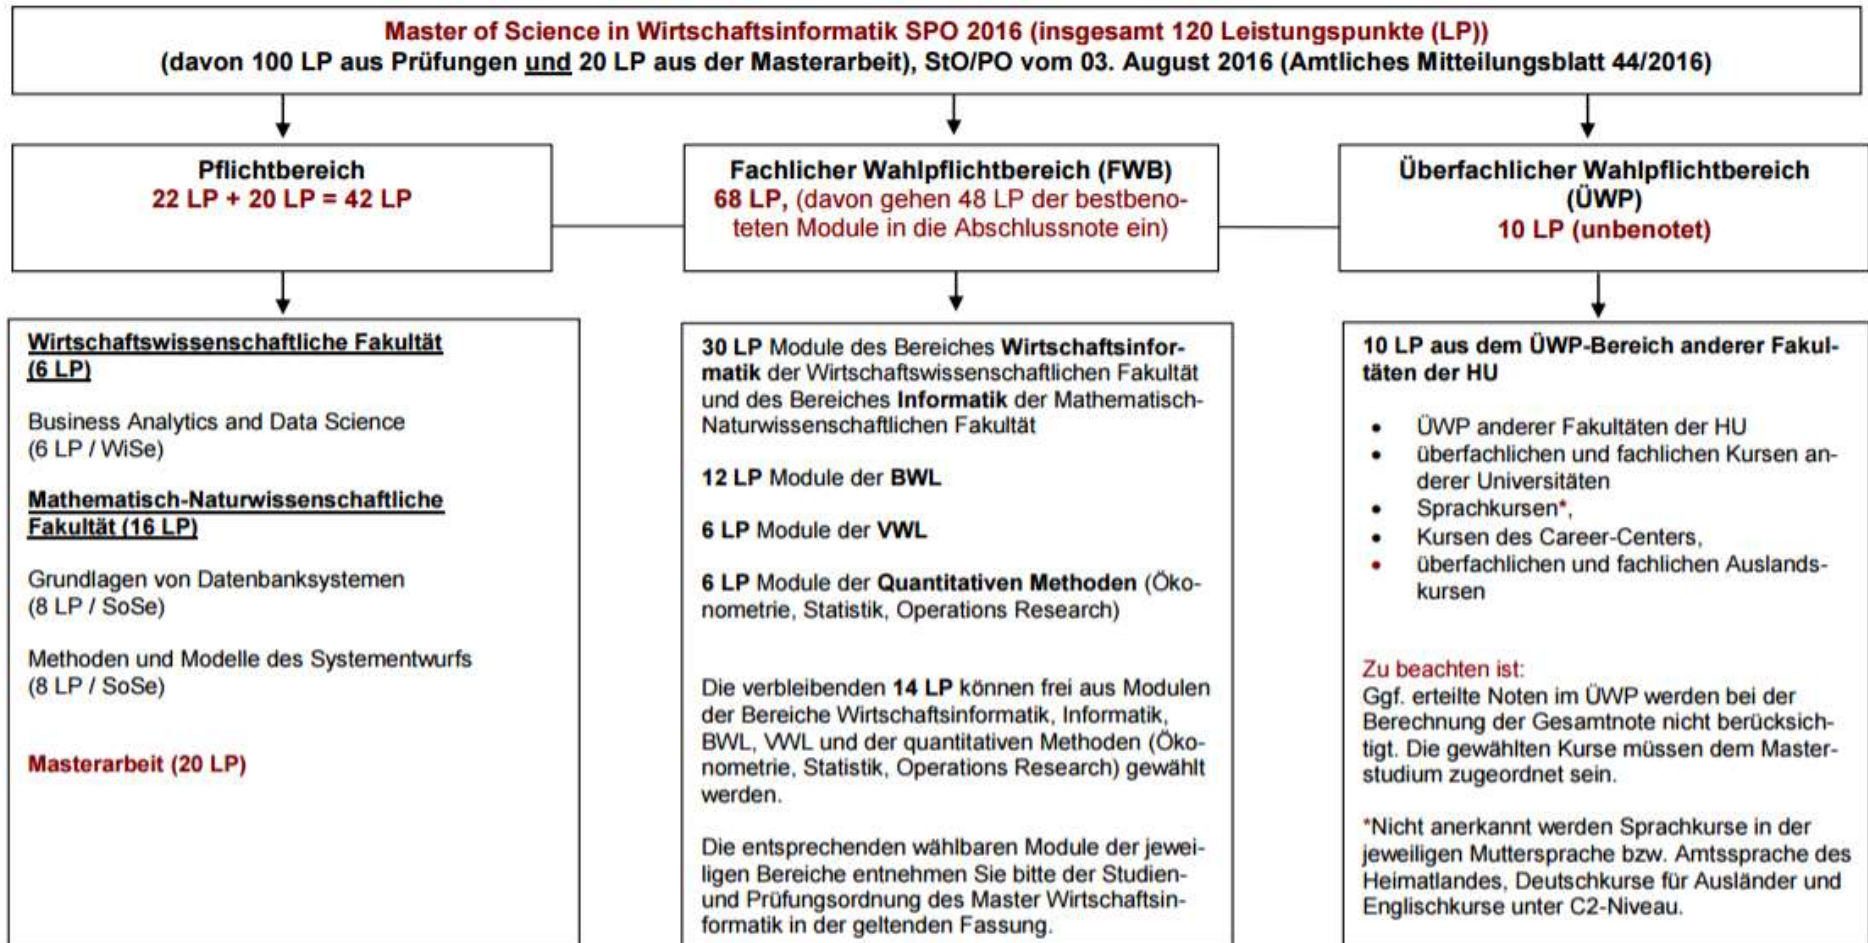 Master of Science in Wirtschaftsinformatik SPO 2016 (insgesamt 120 Leistungspunkte (LP))
(davon 100 LP aus Prüfungen und 20 LP aus der Masterarbeit), StO/PO vom 03. August 2016 (Amtliches Mitteilungsblatt 44/2016)
Pflichtbereich
22 LP + 20 LP = 42 LP
Fachlicher Wahlpflichtbereich (FWB)
68 LP, (davon gehen 48 LP der bestbeno-
teten Module in die Abschlussnote ein)
Überfachlicher Wahlpflichtbereich
(ÜWP)
10 LP (unbenotet)
Wirtschaftswissenschaftliche Fakultät
(6 LP)
Business Analytics and Data Science
(6 LP / WiSe)
Mathematisch-Naturwissenschaftliche
Fakultät (16 LP)
Grundlagen von Datenbanksystemen
(8 LP / SoSe)
Methoden und Modelle des Systementwurfs
(8 LP / SoSe)
Masterarbeit (20 LP)
30 LP Module des Bereiches Wirtschaftsinfor-
matik der Wirtschaftswissenschaftlichen Fakultät
und des Bereiches Informatik der Mathematisch-
Naturwissenschaftlichen Fakultät
12 LP Module der BWL
6 LP Module der VWL
6 LP Module der Quantitativen Methoden (Öko-
nometrie, Statistik, Operations Research)
Die verbleibenden 14 LP können frei aus Modulen
der Bereiche Wirtschaftsinformatik, Informatik,
BWL, VWL und der quantitativen Methoden (Öko-
nometrie, Statistik, Operations Research) gewählt
werden.
Die entsprechenden wählbaren Module der jewei-
ligen Bereiche entnehmen Sie bitte der Studien-
und Prüfungsordnung des Master Wirtschaftsin-
formatik in der geltenden Fassung.
10 LP aus dem ÜWP-Bereich anderer Fakul-
täten der HU
• ÜWP anderer Fakultäten der HU
• überfachlichen und fachlichen Kursen an-
derer Universitäten
• Sprachkursen*,
• Kursen des Career-Centers,
• überfachlichen und fachlichen Auslands-
kursen
Zu beachten ist:
Ggf. erteilte Noten im ÜWP werden bei der
Berechnung der Gesamtnote nicht berücksich-
tigt. Die gewählten Kurse müssen dem Master-
studium zugeordnet sein.
*Nicht anerkannt werden Sprachkurse in der
jeweiligen Muttersprache bzw. Amtssprache des
Heimatlandes, Deutschkurse für Ausländer und
Englischkurse unter C2-Niveau.